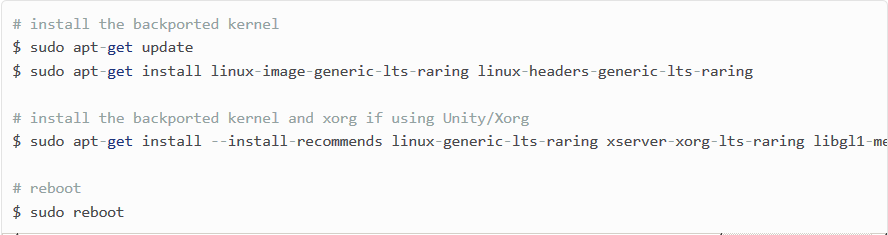 # install the backported kernel
$ sudo apt-get update
$ sudo apt-get install linux-image-generic-lts-raring linux-headers-generic-lts-raring
# install the backported kernel and xorg if using Unity/Xorg
$ sudo apt-get install --install-recommends linux-generic-lts-raring xserver-xorg-lts-raring libgl1-me
# reboot
$ sudo reboot